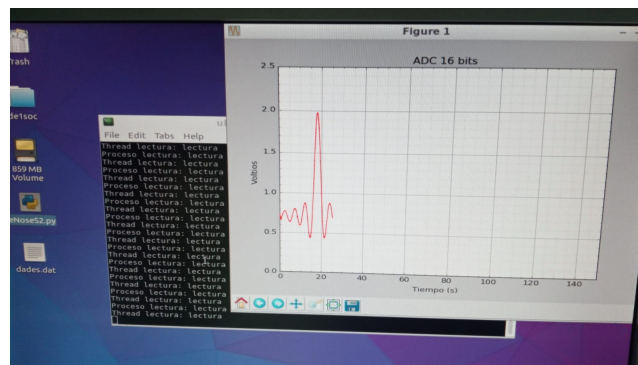 Trash
de1soc
859 MB
Volume
eNoseS2.py
dades.dat
File Edit Tabs Help
Thread lectura: lectura
Proceso lectura: lectura
Thread lectura: lectura
Proceso lectura: lectura
Thread lectura: lectura
Proceso lectura: lectura
Thread lectura: lectura
Proceso lectura: lectura
Thread lectura: lectura
Proceso lectura: lectura
Thread lectura: lectura
Proceso lectura: lectura
Thread lectura: lectura
Proceso lectura: lectura
Thread lectura: lectura
Proceso lectura: lectura
Thread lectura: lectura
Proceso lectura: lectura
Thread lectura: lectura
Proceso lectura: lectura
Thread lectura: lectura
Figure 1
ADC 16 bits
2.5
2.0
1.5
1.0
0.5
0.0
Voltios
0 20 40 60 80 100 120 140
Tiempo (s)